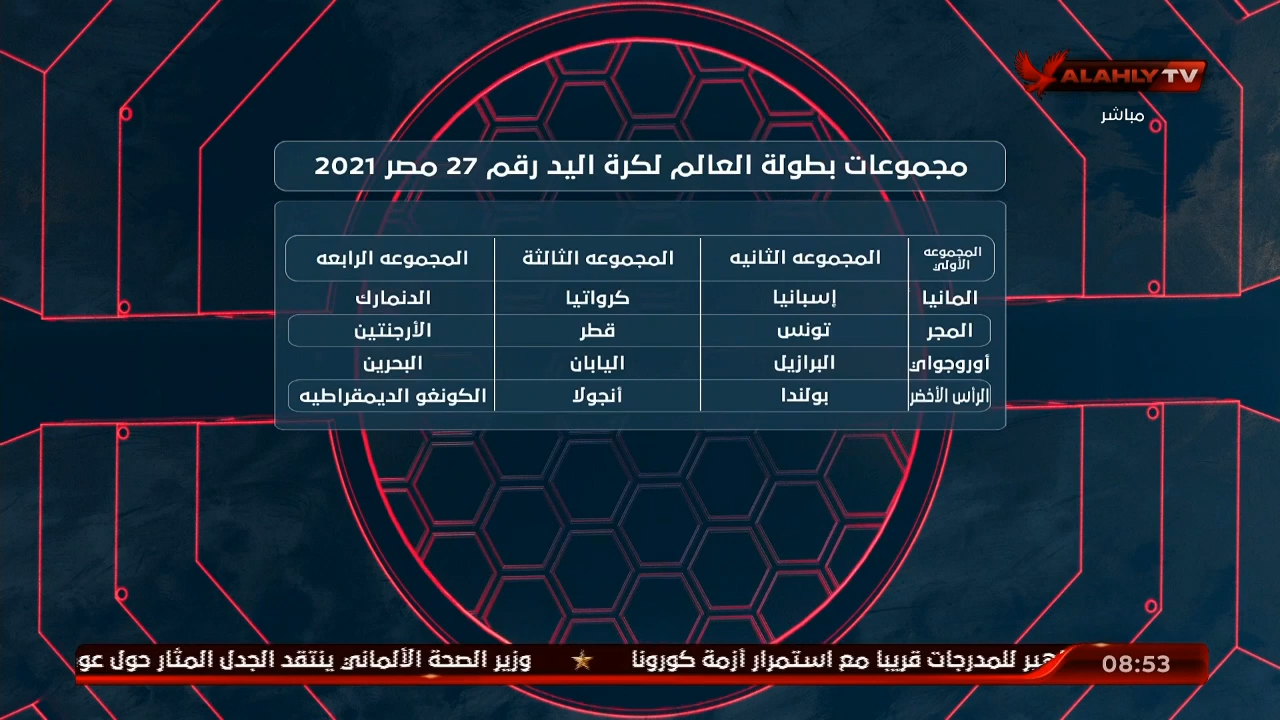 ALAHLY TV
مباشر
مجموعات بطولة العالم لكرة اليد رقم 27 مصر 2021
المجموعه الأولي المجموعه الثانيه المجموعه الثالثة المجموعه الرابعه
المانيا إسبانيا كرواتيا الدنمارك
المجر تونس قطر الأرجنتين
أوروجواي البرازيل اليابان البحرين
الرأس الأخضر بولندا أنجولا الكونغو الديمقراطيه
08:53 للمدرجات قريبا مع استمرار أزمة كورونا وزير الصحة الألماني ينتقد الجدل المثار حول